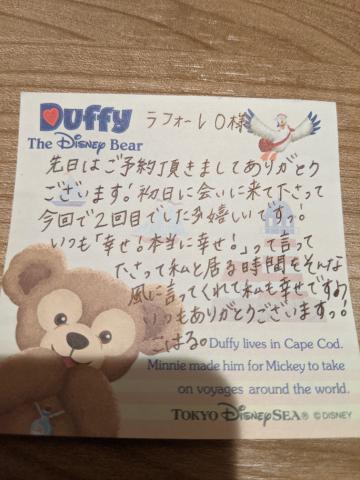 Duffy
ラフォーレO様
The Disney Bear
先日はご予約頂きましてありがとう
ございます!初日に会いに来て下さって
今回で2回目でした嬉しいですっ!
いつも「幸せ!本当に幸せ!」って言って
下さって私と居る時間をそんな
風に言ってくれて私も幸せですよ
いつもありがとうございますっ!
こはる。
Duffy lives in Cape Cod.
Minnie made him for Mickey to take
on voyages around the world.
TOKYO DISNEYSEA® © DISNEY